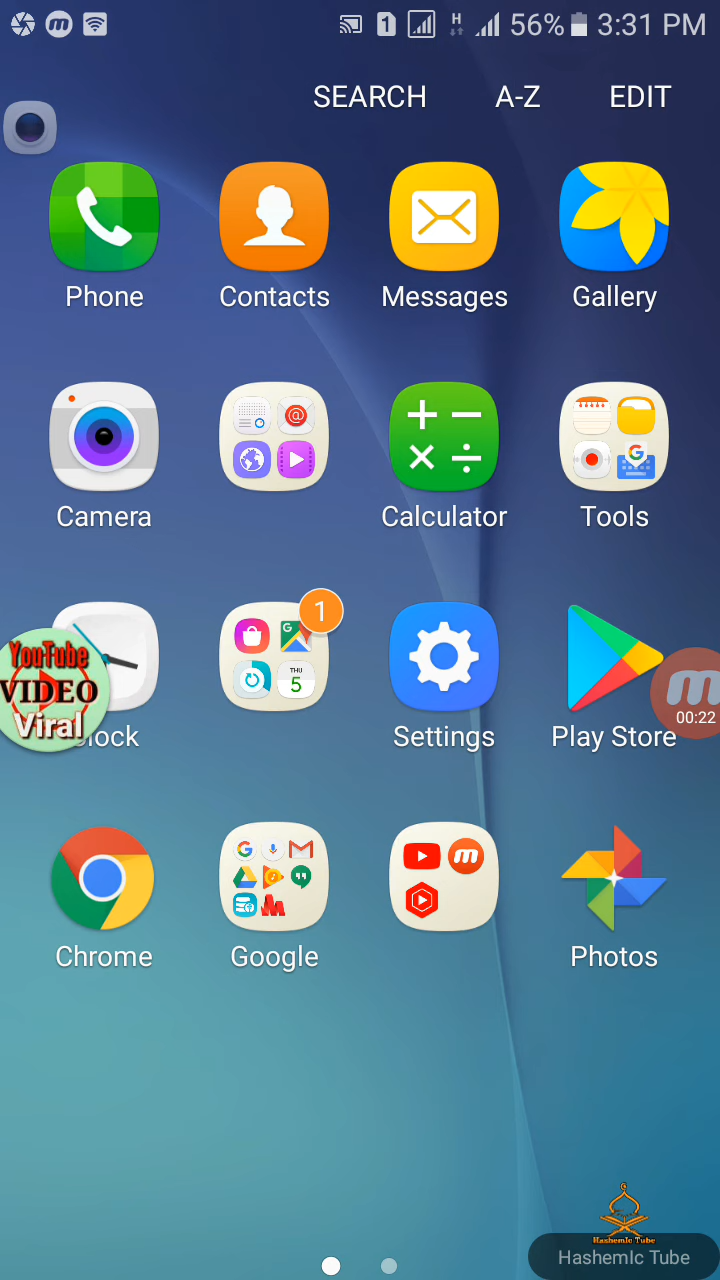 56% 3:31 PM
SEARCH A-Z EDIT
Phone Contacts Messages Gallery
Camera Calculator Tools
1
YouTube
VIDEO
Viral
THU
5
00:22
lock Settings Play Store
Chrome Google Photos
HashemIc Tube
HashemIc Tube